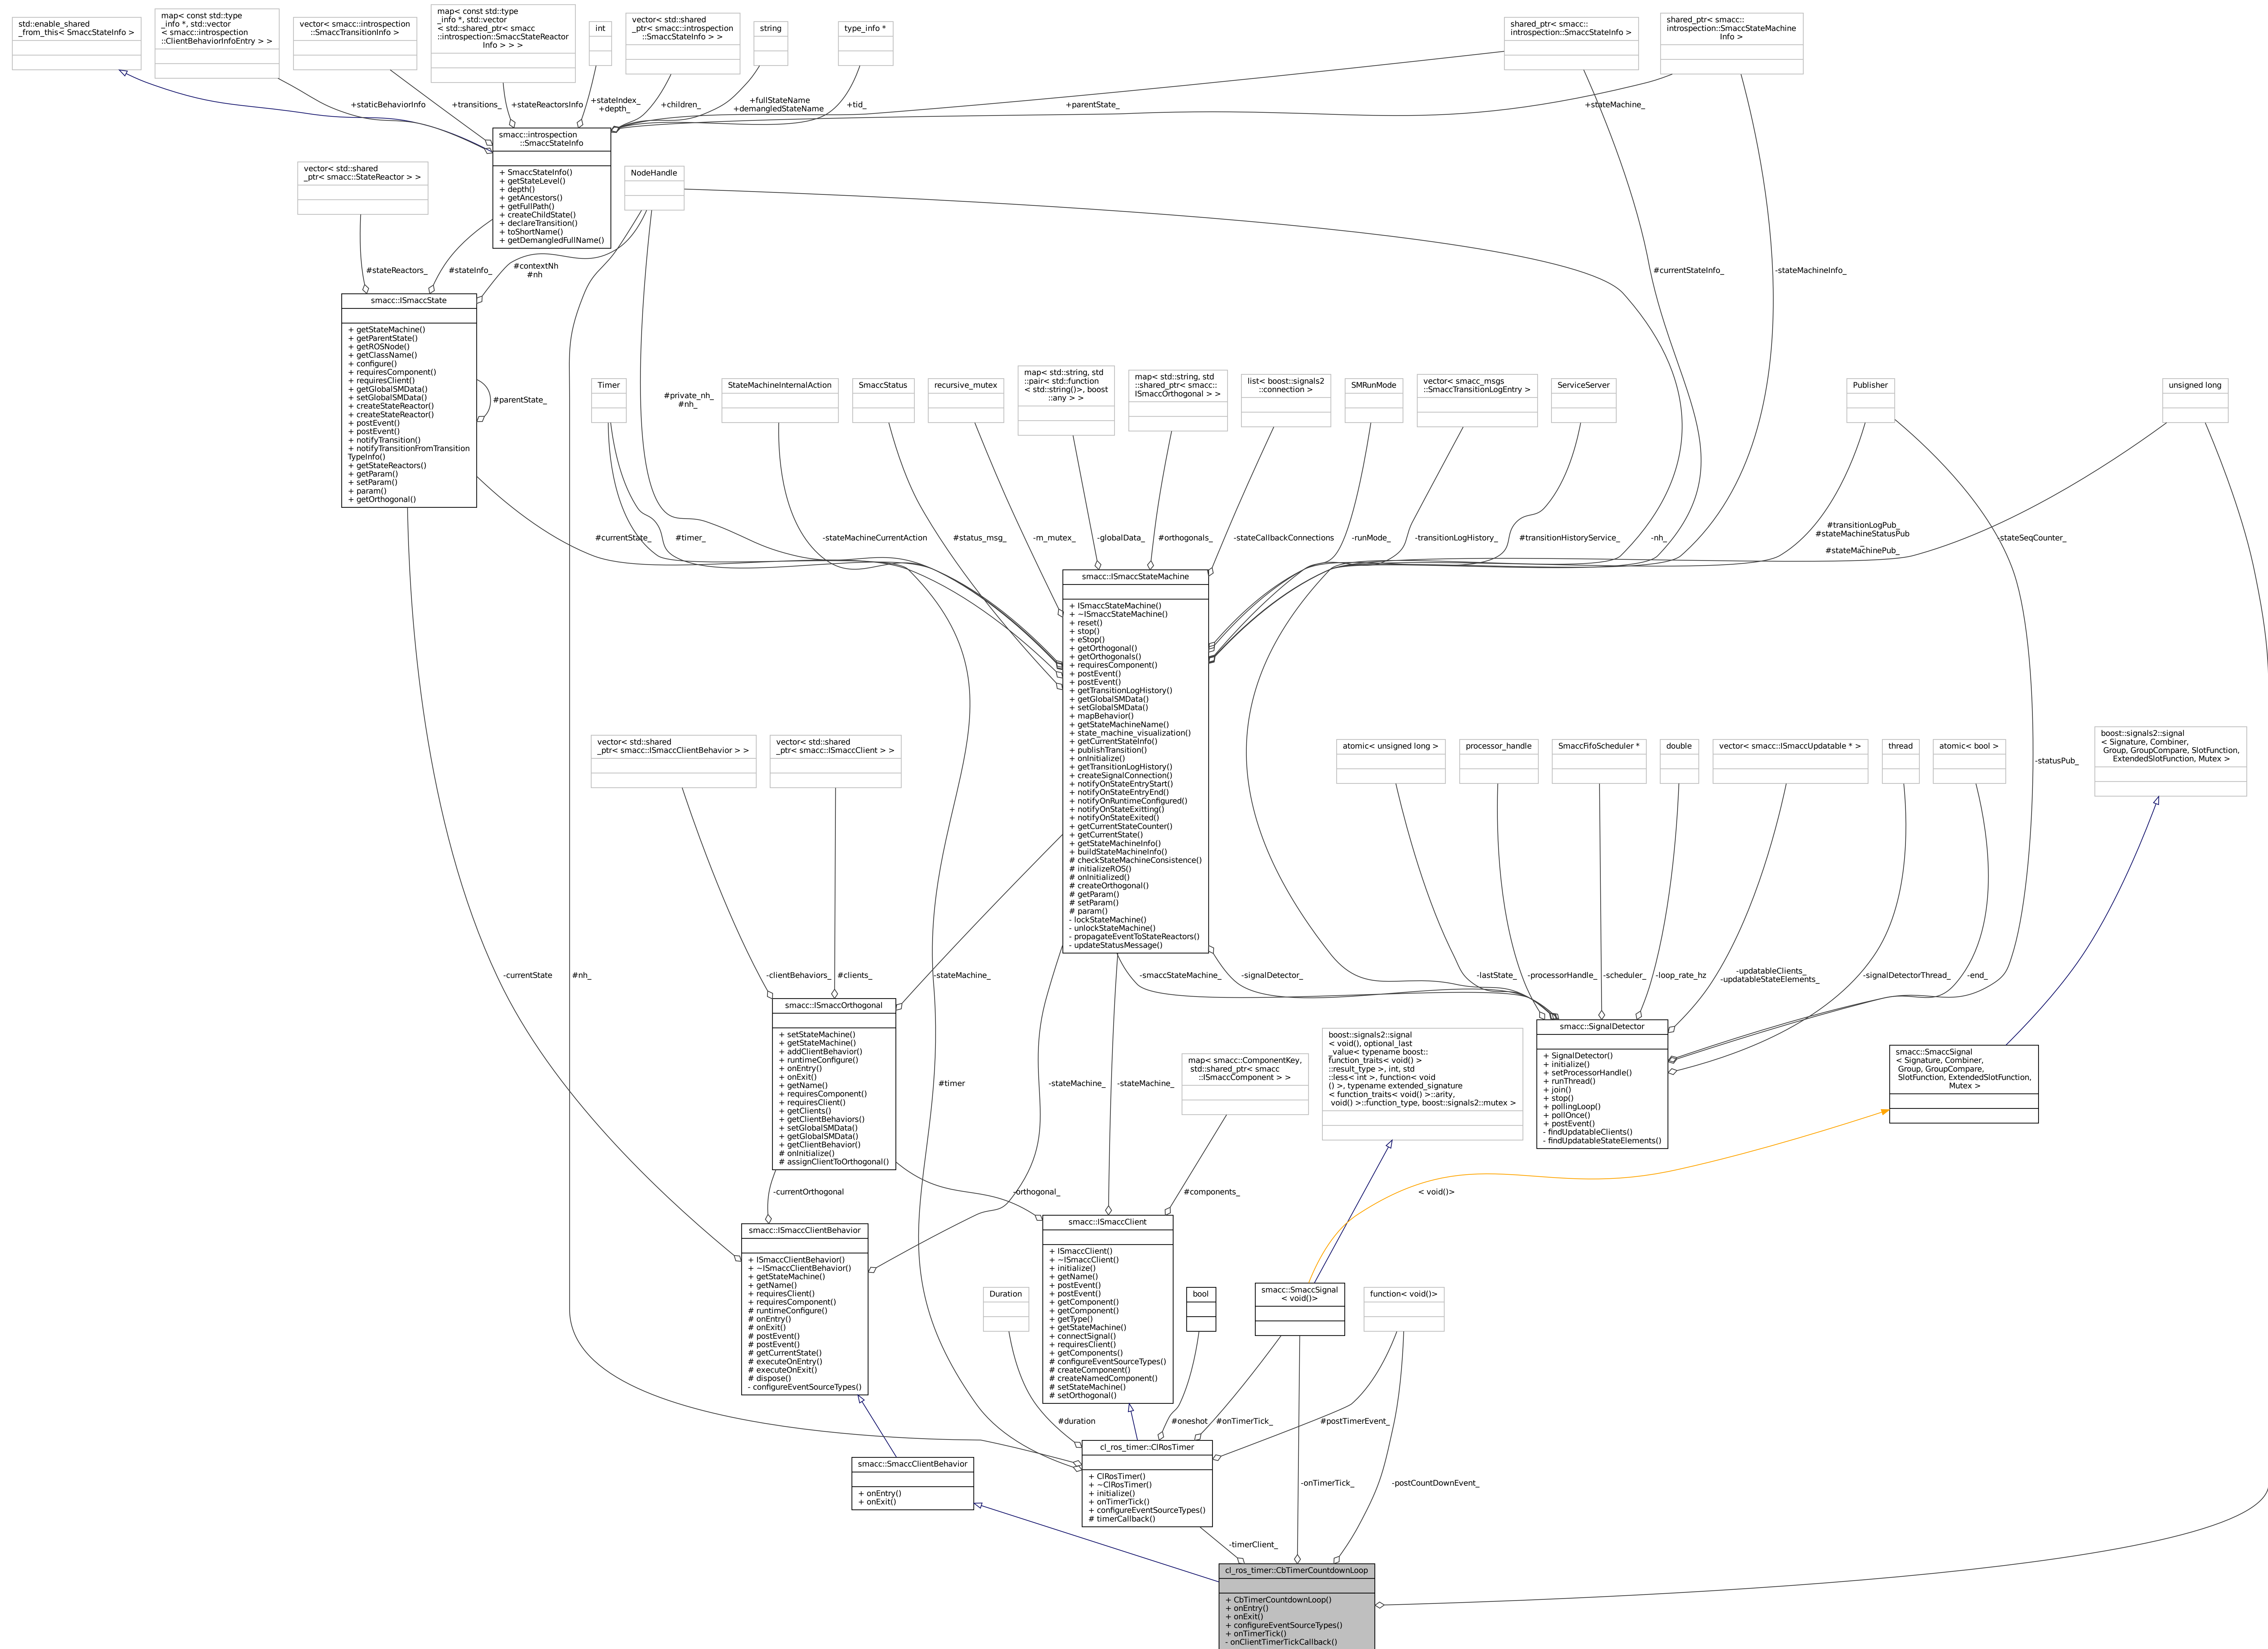 std::enable_shared
_from_this< SmaccStateInfo >
map< const std::type
_info *, std::vector
< smacc::introspection
::ClientBehaviorInfoEntry > >
vector< smacc::introspection
::SmaccTransitionInfo >
map< const std::type
_info *, std::vector
< std::shared_ptr< smacc
::introspection::SmaccStateReactor
Info > > >
int
vector< std::shared
_ptr< smacc::introspection
::SmaccStateInfo > >
string
type_info *
shared_ptr< smacc::
introspection::SmaccStateInfo >
shared_ptr< smacc::
introspection::SmaccStateMachine
Info >
+staticBehaviorInfo
+transitions_
+stateReactorsInfo
+stateIndex_
+depth_
+children_
+fullStateName
+demangledStateName
+tid_
+parentState_
+stateMachine_
smacc::introspection
::SmaccStateInfo
+ SmaccStateInfo()
+ getStateLevel()
+ depth()
+ getAncestors()
+ getFullPath()
+ createChildState()
+ declareTransition()
+ toShortName()
+ getDemangledFullName()
vector< std::shared
_ptr< smacc::StateReactor > >
NodeHandle
#stateReactors_
#stateInfo_
#contextNh
#nh
#currentStateInfo_
-stateMachineInfo_
smacc::ISmaccState
+ getStateMachine()
+ getParentState()
+ getROSNode()
+ getClassName()
+ configure()
+ requiresComponent()
+ requiresClient()
+ getGlobalSMData()
+ setGlobalSMData()
+ createStateReactor()
+ createStateReactor()
+ postEvent()
+ postEvent()
+ notifyTransition()
+ notifyTransitionFromTransition
TypeInfo()
+ getStateReactors()
+ getParam()
+ setParam()
+ param()
+ getOrthogonal()
#parentState_
Timer
#private_nh_
#nh_
StateMachineInternalAction
SmaccStatus
recursive_mutex
map< std::string, std
::pair< std::function
< std::string()>, boost
::any > >
map< std::string, std
::shared_ptr< smacc::
ISmaccOrthogonal > >
list< boost::signals2
::connection >
SMRunMode
vector< smacc_msgs
::SmaccTransitionLogEntry >
ServiceServer
Publisher
unsigned long
#currentState_
#timer_
-stateMachineCurrentAction
#status_msg_
-m_mutex_
-globalData_
#orthogonals_
-stateCallbackConnections
-runMode_
-transitionLogHistory_
#transitionHistoryService_
-nh_
#transitionLogPub_
#stateMachineStatusPub
_
#stateMachinePub_
-stateSeqCounter_
smacc::ISmaccStateMachine
+ ISmaccStateMachine()
+ ~ISmaccStateMachine()
+ reset()
+ stop()
+ eStop()
+ getOrthogonal()
+ getOrthogonals()
+ requiresComponent()
+ postEvent()
+ postEvent()
+ getTransitionLogHistory()
+ getGlobalSMData()
+ setGlobalSMData()
+ mapBehavior()
+ getStateMachineName()
+ state_machine_visualization()
+ getCurrentStateInfo()
+ publishTransition()
+ onInitialize()
+ getTransitionLogHistory()
+ createSignalConnection()
+ notifyOnStateEntryStart()
+ notifyOnStateEntryEnd()
+ notifyOnRuntimeConfigured()
+ notifyOnStateExitting()
+ notifyOnStateExited()
+ getCurrentStateCounter()
+ getCurrentState()
+ getStateMachineInfo()
+ buildStateMachineInfo()
# checkStateMachineConsistence()
# initializeROS()
# onInitialized()
# createOrthogonal()
# getParam()
# setParam()
# param()
- lockStateMachine()
- unlockStateMachine()
- propagateEventToStateReactors()
- updateStatusMessage()
vector< std::shared
_ptr< smacc::ISmaccClientBehavior > >
vector< std::shared
_ptr< smacc::ISmaccClient > >
atomic< unsigned long >
processor_handle
SmaccFifoScheduler *
double
vector< smacc::ISmaccUpdatable * >
thread
atomic< bool >
-statusPub_
boost::signals2::signal
< Signature, Combiner,
Group, GroupCompare, SlotFunction,
ExtendedSlotFunction, Mutex >
-currentState
#nh_
-clientBehaviors_
#clients_
-stateMachine_
-smaccStateMachine_
-signalDetector_
-lastState_
-processorHandle_
-scheduler_
-loop_rate_hz
-updatableClients_
-updatableStateElements_
-signalDetectorThread_
-end_
smacc::ISmaccOrthogonal
+ setStateMachine()
+ getStateMachine()
+ addClientBehavior()
+ runtimeConfigure()
+ onEntry()
+ onExit()
+ getName()
+ requiresComponent()
+ requiresClient()
+ getClients()
+ getClientBehaviors()
+ setGlobalSMData()
+ getGlobalSMData()
+ getClientBehavior()
# onInitialize()
# assignClientToOrthogonal()
#timer
-stateMachine_
-stateMachine_
map< smacc::ComponentKey,
std::shared_ptr< smacc
::ISmaccComponent > >
boost::signals2::signal
< void(), optional_last
_value< typename boost::
function_traits< void() >
::result_type >, int, std
::less< int >, function< void
() >, typename extended_signature
< function_traits< void() >::arity,
void() >::function_type, boost::signals2::mutex >
smacc::SignalDetector
+ SignalDetector()
+ initialize()
+ setProcessorHandle()
+ runThread()
+ join()
+ stop()
+ pollingLoop()
+ pollOnce()
+ postEvent()
- findUpdatableClients()
- findUpdatableStateElements()
smacc::SmaccSignal
< Signature, Combiner,
Group, GroupCompare,
SlotFunction, ExtendedSlotFunction,
Mutex >
-currentOrthogonal
-orthogonal_
#components_
< void()>
smacc::ISmaccClientBehavior
+ ISmaccClientBehavior()
+ ~ISmaccClientBehavior()
+ getStateMachine()
+ getName()
+ requiresClient()
+ requiresComponent()
# runtimeConfigure()
# onEntry()
# onExit()
# postEvent()
# postEvent()
# getCurrentState()
# executeOnEntry()
# executeOnExit()
# dispose()
- configureEventSourceTypes()
smacc::ISmaccClient
+ ISmaccClient()
+ ~ISmaccClient()
+ initialize()
+ getName()
+ postEvent()
+ postEvent()
+ getComponent()
+ getComponent()
+ getType()
+ getStateMachine()
+ connectSignal()
+ requiresClient()
+ getComponents()
# configureEventSourceTypes()
# createComponent()
# createNamedComponent()
# setStateMachine()
# setOrthogonal()
Duration
bool
smacc::SmaccSignal
< void()>
function< void()>
#duration
#oneshot
#onTimerTick_
#postTimerEvent_
smacc::SmaccClientBehavior
+ onEntry()
+ onExit()
cl_ros_timer::ClRosTimer
+ ClRosTimer()
+ ~ClRosTimer()
+ initialize()
+ onTimerTick()
+ configureEventSourceTypes()
# timerCallback()
-onTimerTick_
-postCountDownEvent_
-timerClient_
cl_ros_timer::CbTimerCountdownLoop
+ CbTimerCountdownLoop()
+ onEntry()
+ onExit()
+ configureEventSourceTypes()
+ onTimerTick()
- onClientTimerTickCallback()